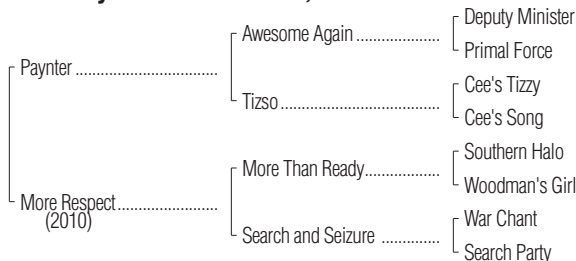 Deputy Minister
Awesome Again
Primal Force
Paynter
Cee's Tizzy
Tizso
Cee's Song
Southern Halo
More Than Ready
Woodman's Girl
More Respect
(2010)
War Chant
Search and Seizure
Search Party